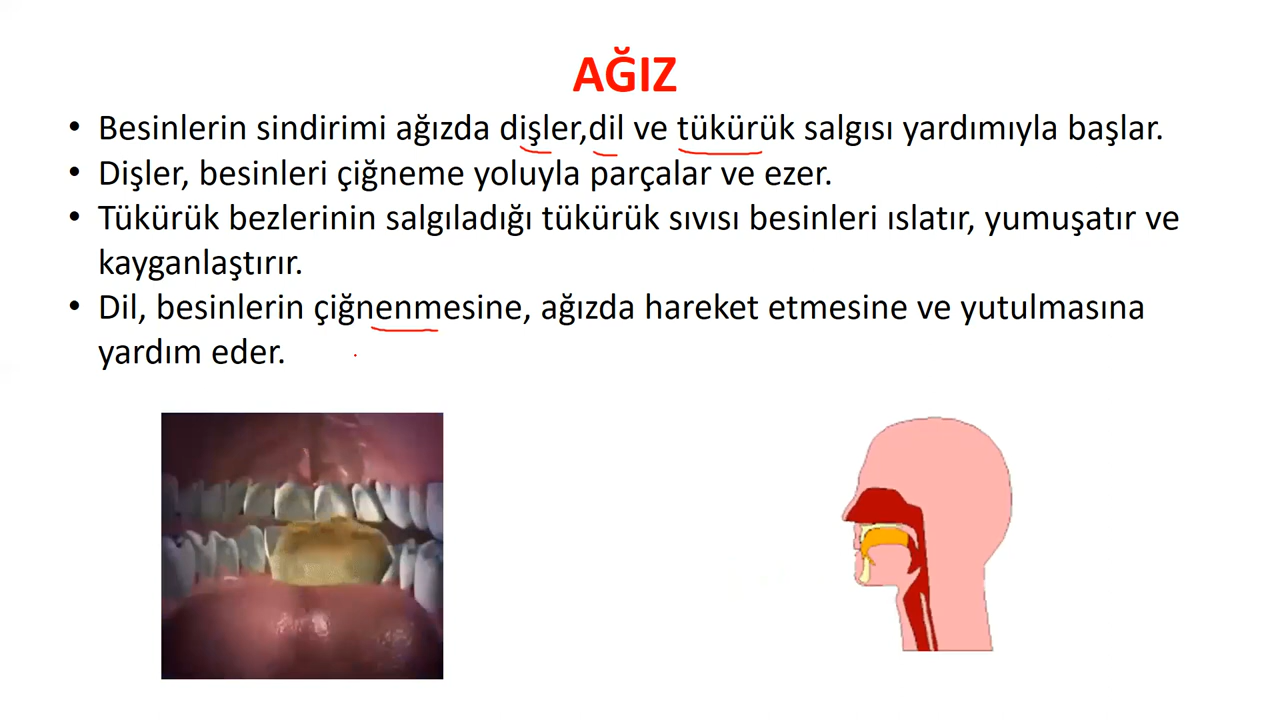 AĞIZ
• Besinlerin sindirimi ağızda dişler,dil ve tükürük salgısı yardımıyla başlar.
• Dişler, besinleri çiğneme yoluyla parçalar ve ezer.
• Tükürük bezlerinin salgıladığı tükürük sıvısı besinleri ıslatır, yumuşatır ve
kayganlaştırır.
• Dil, besinlerin çiğnenmesine, ağızda hareket etmesine ve yutulmasına
yardım eder.